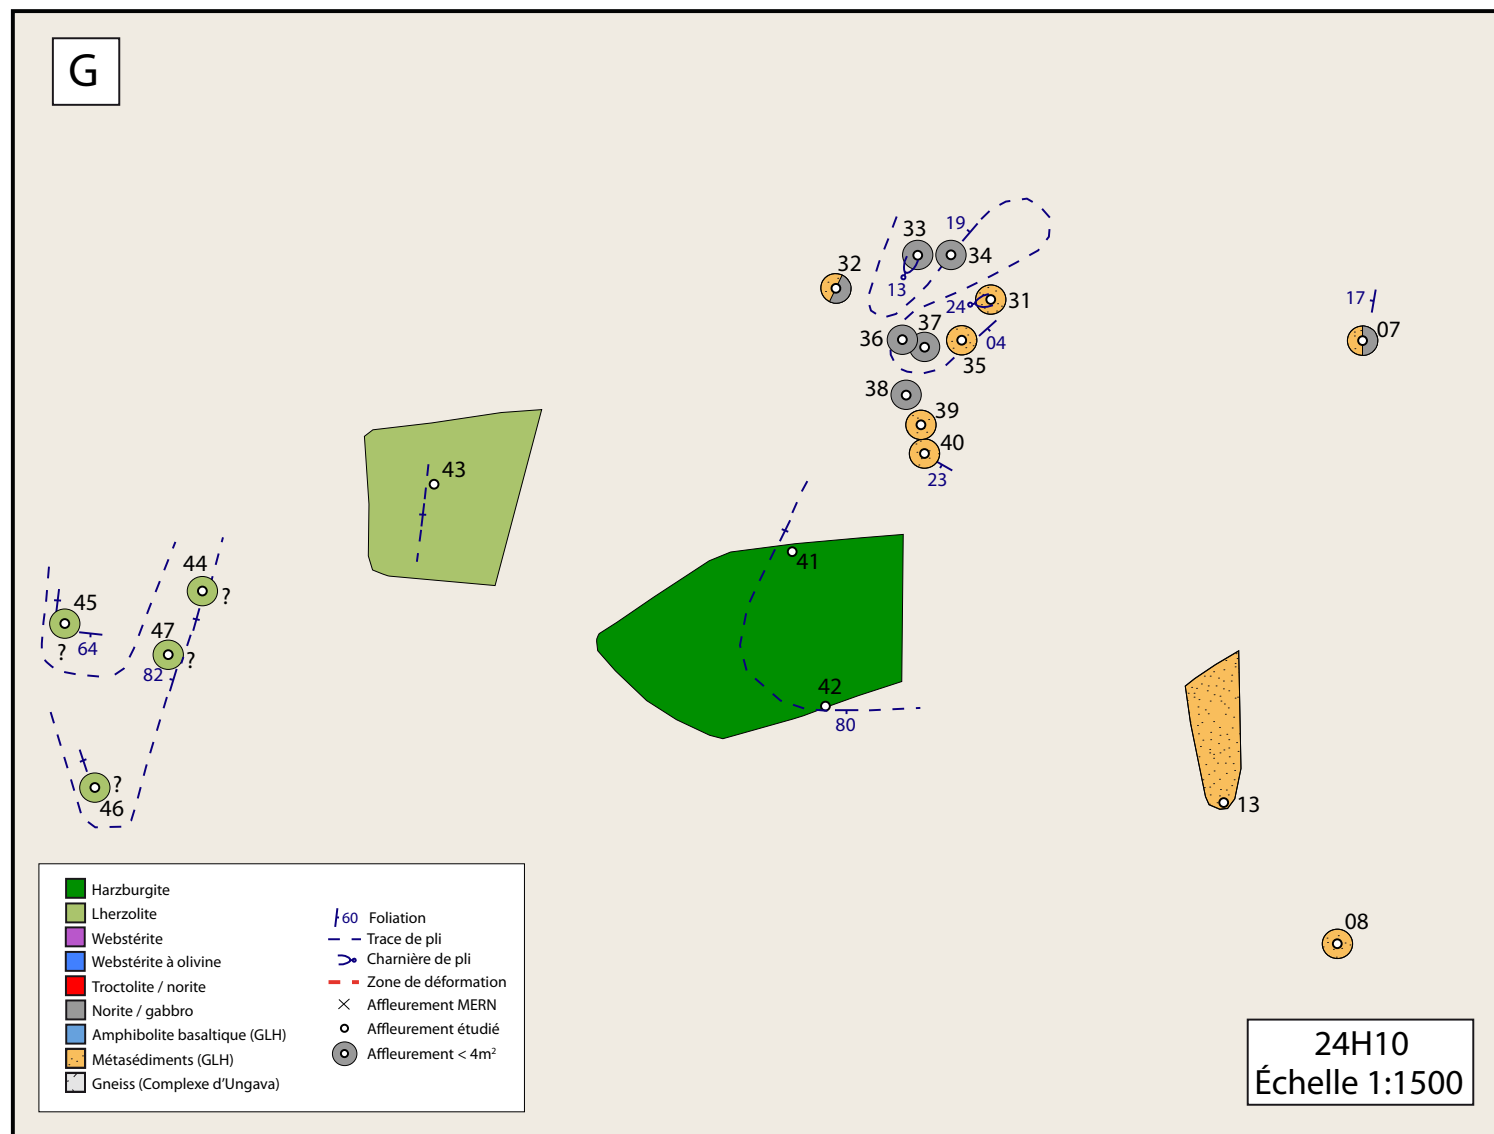 G
19
33
34
32
13
24
31
17
07
36
37
04
35
38
39
40
23
43
41
44
?
45
47
?
64
?
82
42
80
?
46
13
08
Harzburgite
Lherzolite
Webstérite
Webstérite à olivine
Troctolite / norite
Norite / gabbro
Amphibolite basaltique (GLH)
Métasédiments (GLH)
Gneiss (Complexe d'Ungava)
60 Foliation
Trace de pli
Charnière de pli
Zone de déformation
Affleurement MERN
Affleurement étudié
Affleurement < 4m²
24H10
Échelle 1:1500